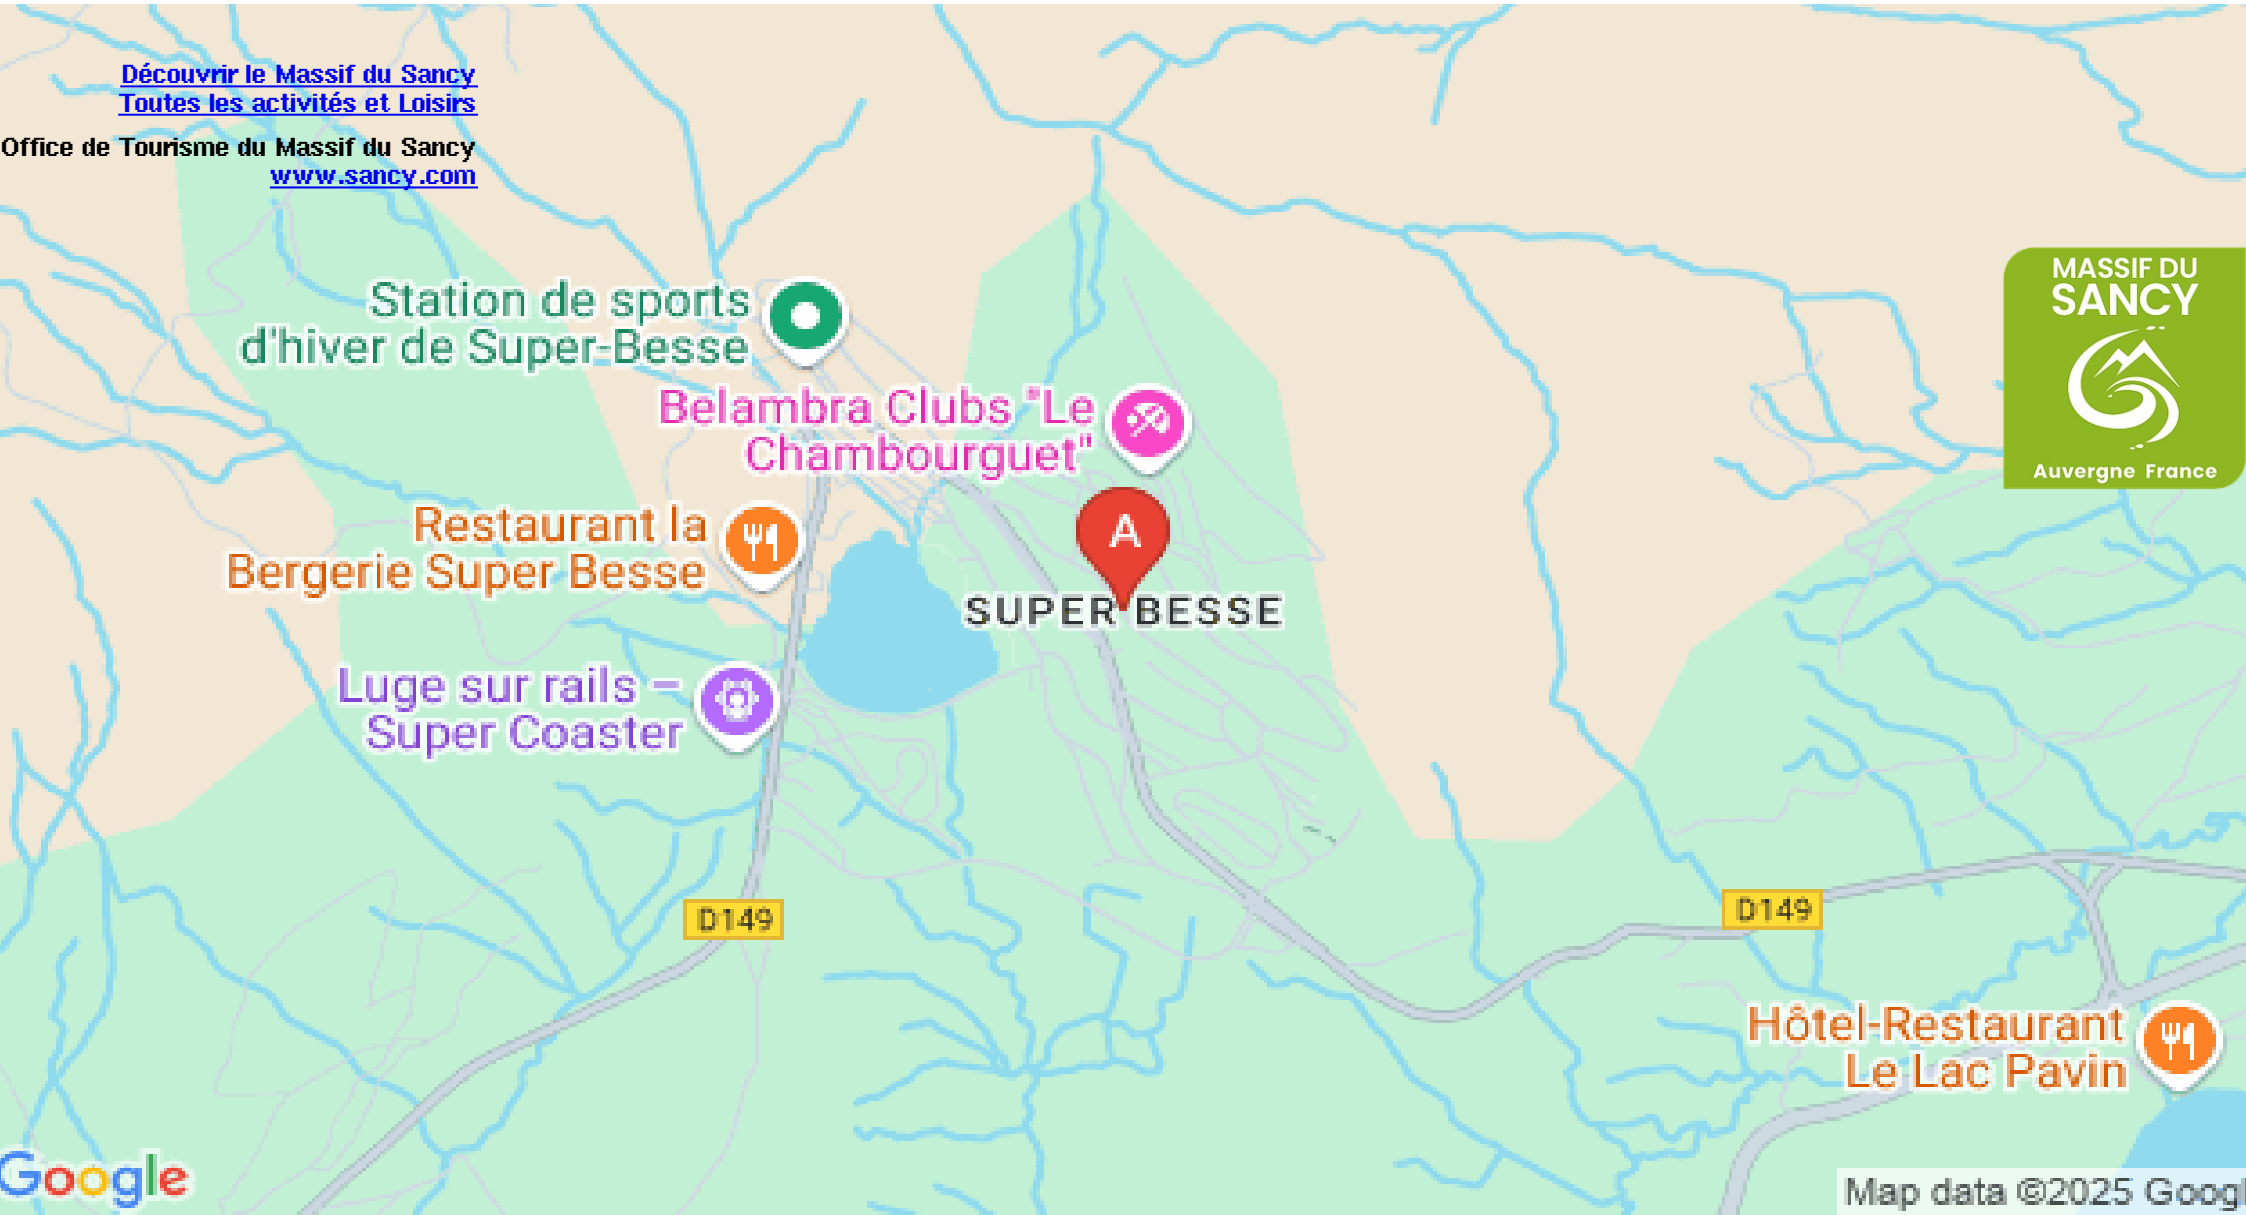 Découvrir le Massif du Sancy
Toutes les activités et Loisirs
Office de Tourisme du Massif du Sancy
www.sancy.com
MASSIF DU
SANCY
Auvergne France
Station de sports
d'hiver de Super-Besse
Belambra Clubs "Le
Chambourguet"
Restaurant la
Bergerie Super Besse
A
SUPER BESSE
Luge sur rails –
Super Coaster
D149
D149
Hôtel-Restaurant
Le Lac Pavin
Google
Map data ©2025 Googl